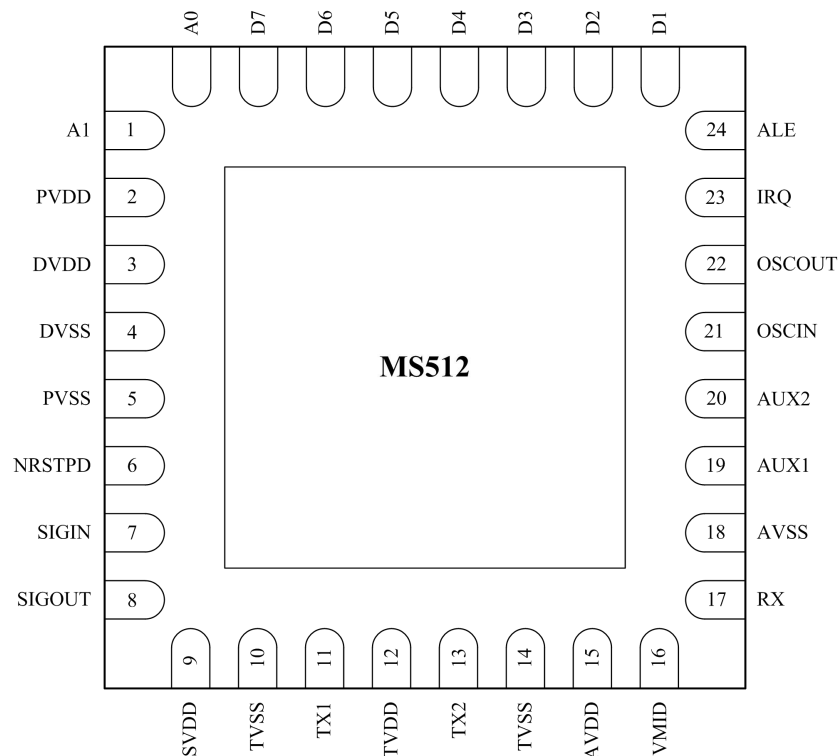 A0 D7 D6 D5 D4 D3 D2 D1
A1 1 24 ALE
PVDD 2 23 IRQ
DVDD 3 22 OSCOUT
DVSS 4 21 OSCIN
MS512
PVSS 5 20 AUX2
NRSTPD 6 19 AUX1
SIGIN 7 18 AVSS
SIGOUT 8 17 RX
9 10 11 12 13 14 15 16
SVDD TVSS TX1 TVDD TX2 TVSS AVDD VMID